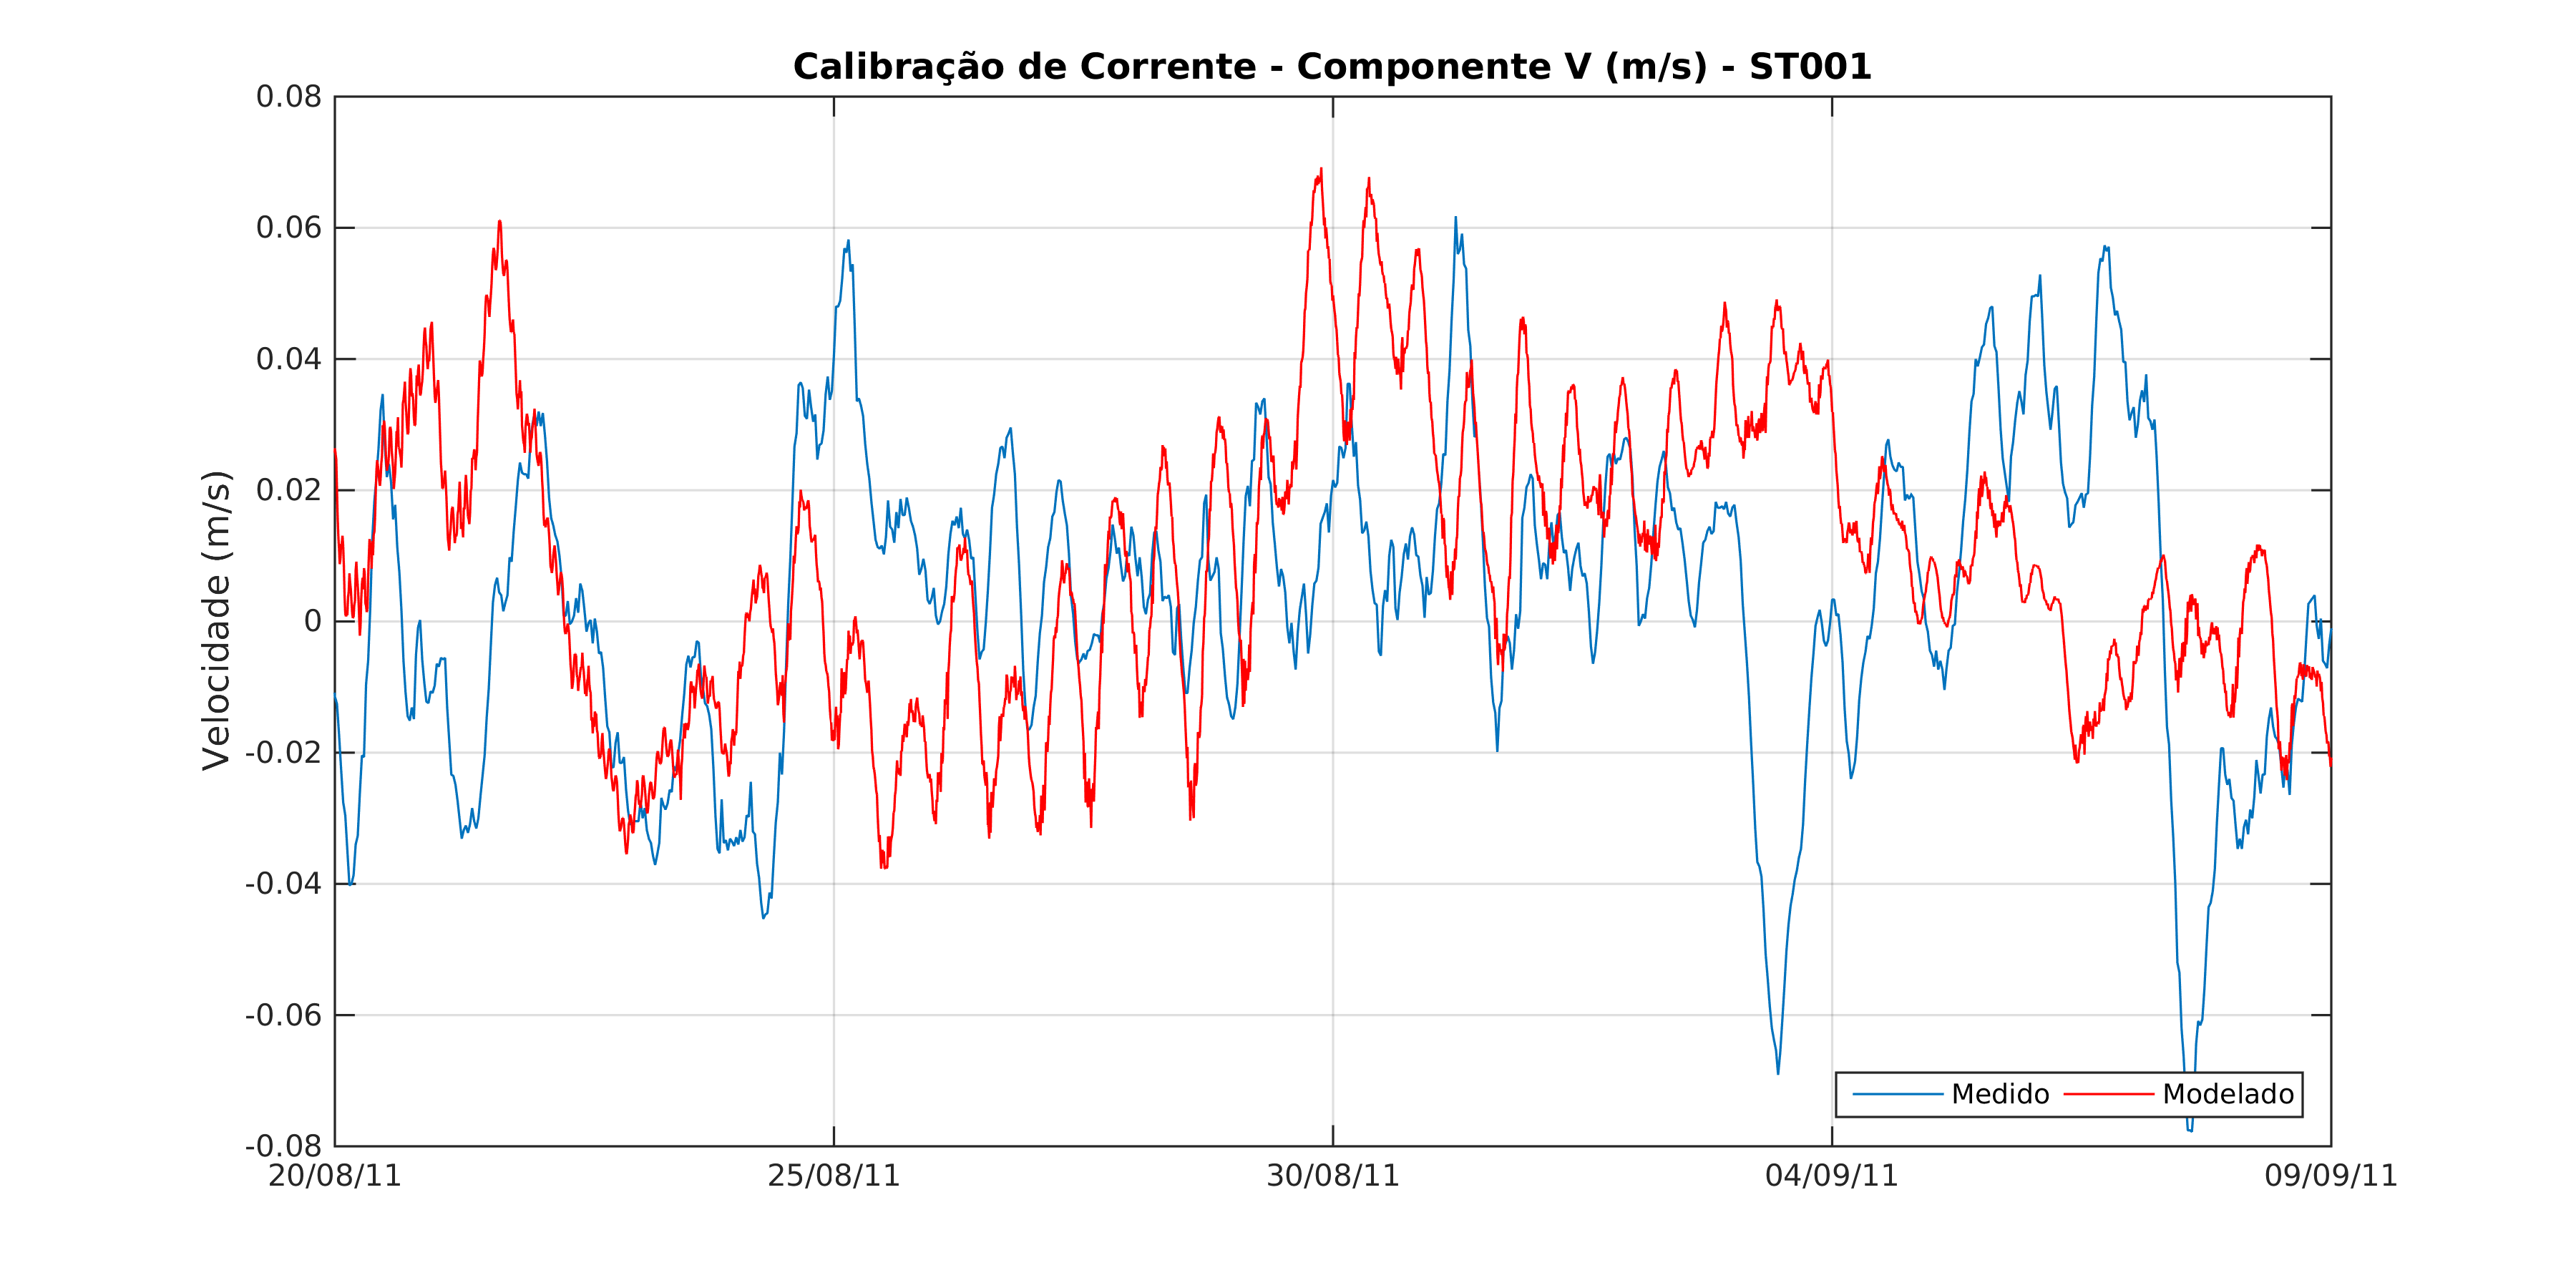 Calibração de Corrente - Componente V (m/s) - ST001
0.08
0.06
0.04
0.02
0
-0.02
-0.04
-0.06
-0.08
Velocidade (m/s)
Medido Modelado
20/08/11 25/08/11 30/08/11 04/09/11 09/09/11